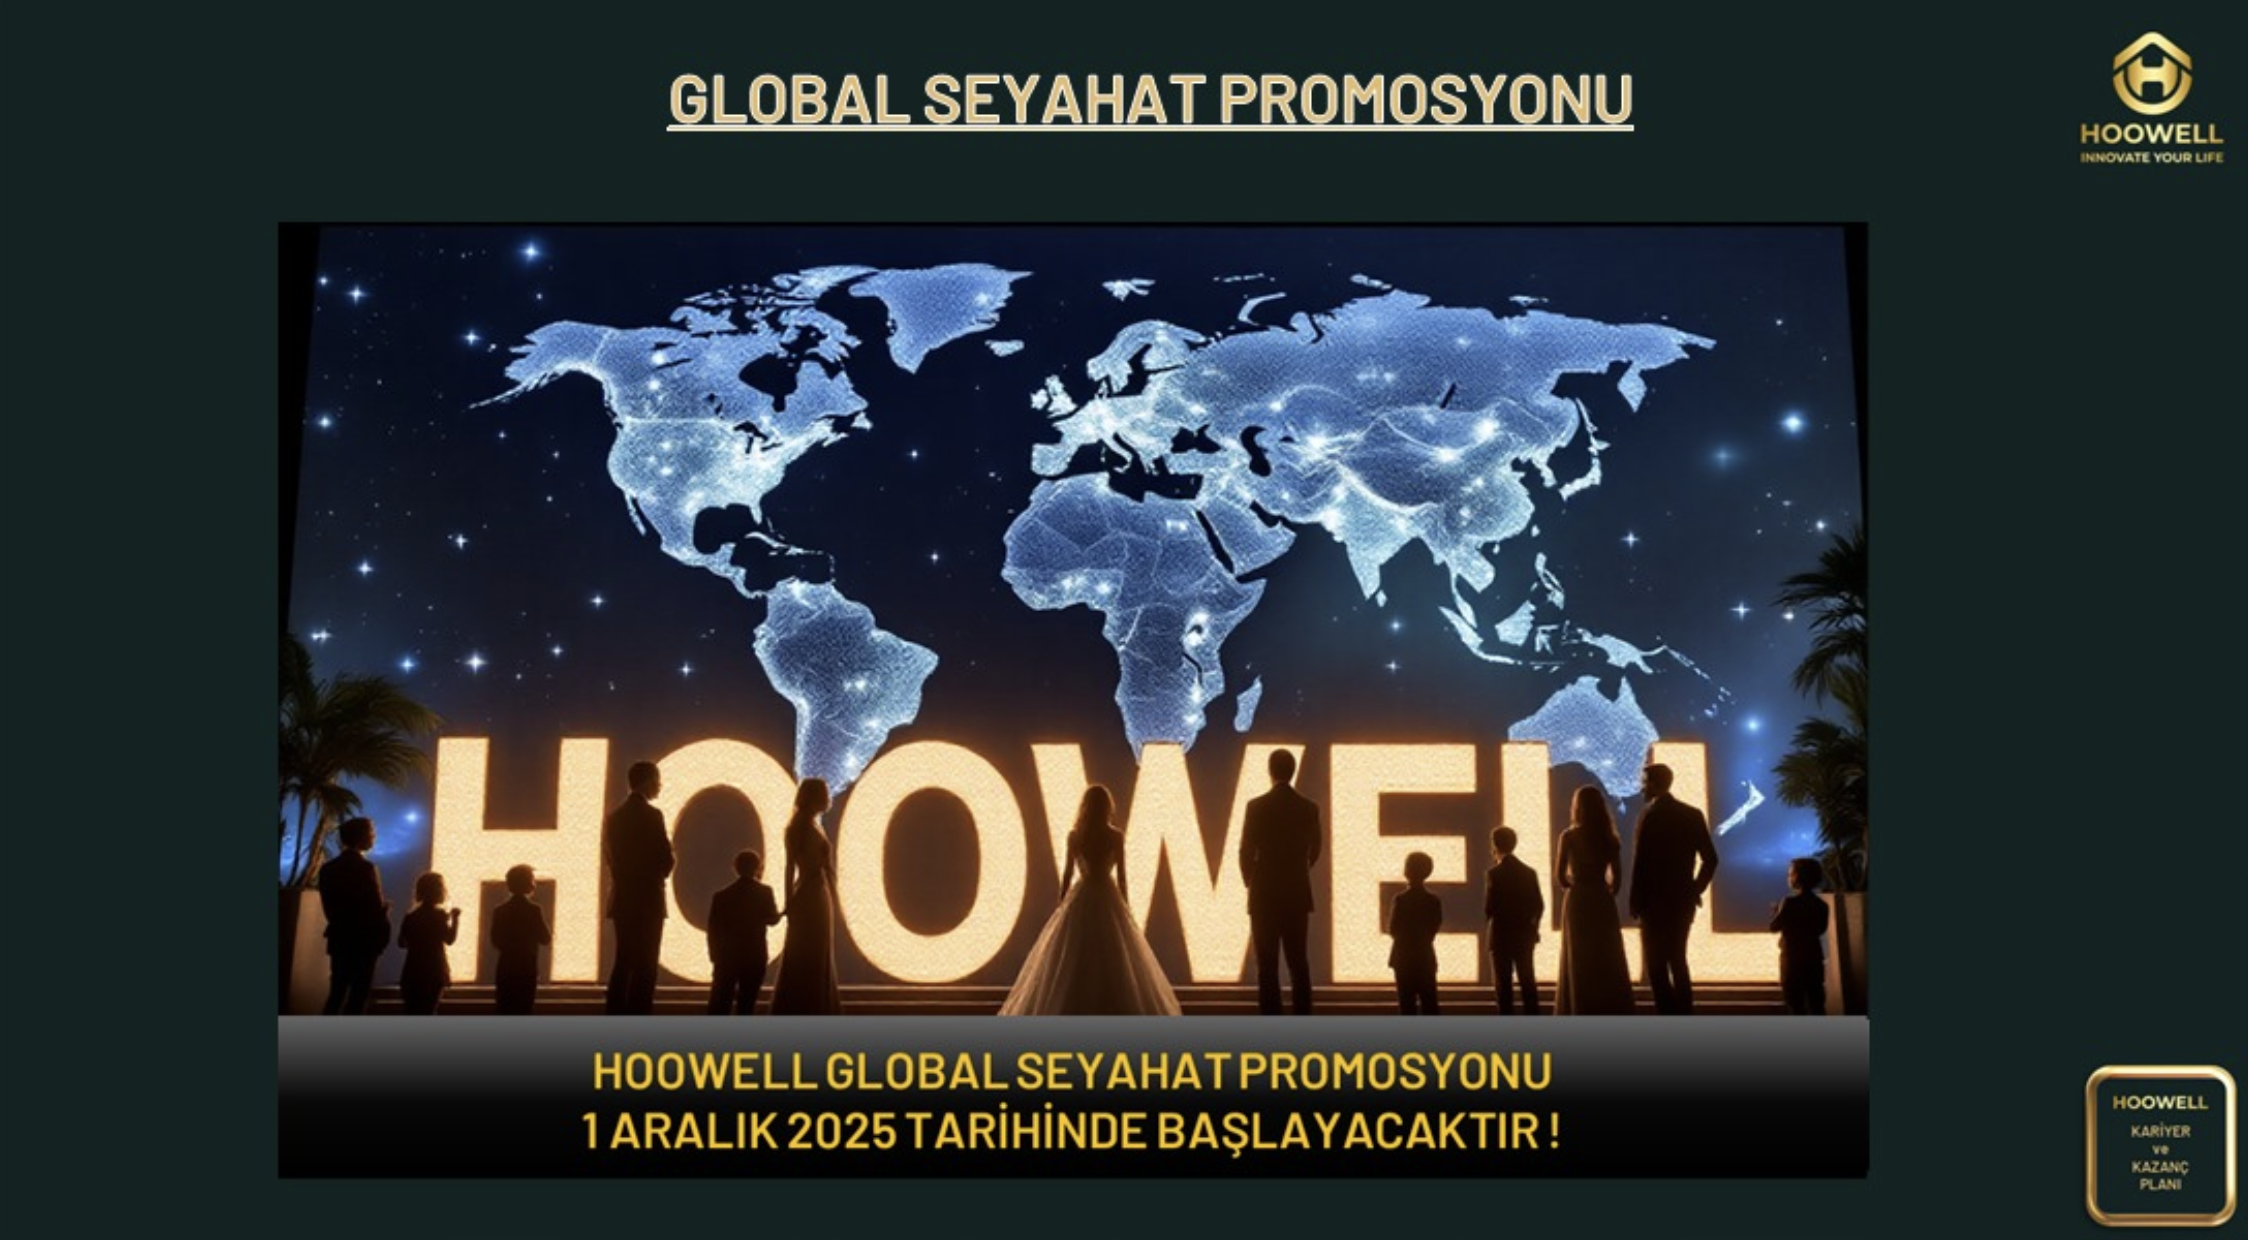 GLOBAL SEYAHAT PROMOSYONU
HOOWELL
INNOVATE YOUR LIFE
HOOWELL
HOOWELL GLOBAL SEYAHAT PROMOSYONU
1 ARALIK 2025 TARİHİNDE BAŞLAYACAKTIR !
HOOWELL
KARİYER
ve
KAZANÇ
PLANI